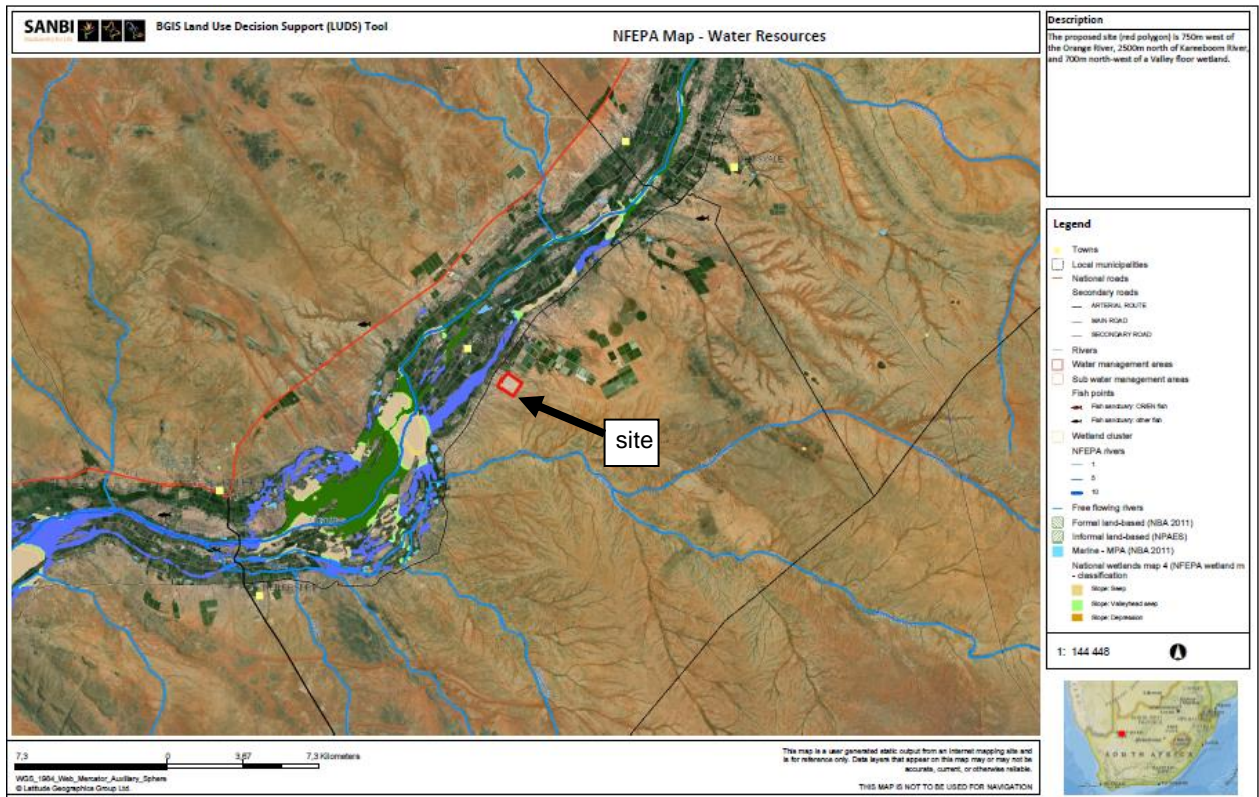 SANBI
BGIS Land Use Decision Support (LUDS) Tool
NFEPA Map - Water Resources
site
7,3
0
3,67
7,3 Kilometers
WGS_1984_Web_Mercator_Auxiliary_Sphere
© Latitude Geographics Group Ltd.
This map is a user generated static output from an Internet mapping site and
is for reference only. Data layers that appear on this map may or may not be
accurate, current, or otherwise reliable.
THIS MAP IS NOT TO BE USED FOR NAVIGATION
Description
The proposed site (red polygon) is 750m west of
the Orange River, 2500m north of Kareeboom River,
and 700m north-west of a Valley floor wetland.
Legend
Towns
Local municipalities
National roads
Secondary roads
ARTERIAL ROUTE
MAIN ROAD
SECONDARY ROAD
Rivers
Water management areas
Sub water management areas
Fish points
Fish sanctuary: CR/EN fish
Fish sanctuary: other fish
Wetland cluster
NFEPA rivers
1
5
10
Free flowing rivers
Formal land-based (NBA 2011)
Informal land-based (NPAES)
Marine - MPA (NBA 2011)
National wetlands map 4 (NFEPA wetland m
- classification
Slope: Seep
Slope: Valleyhead seep
Slope: Depression
1: 144 448
SOUTH AFRICA